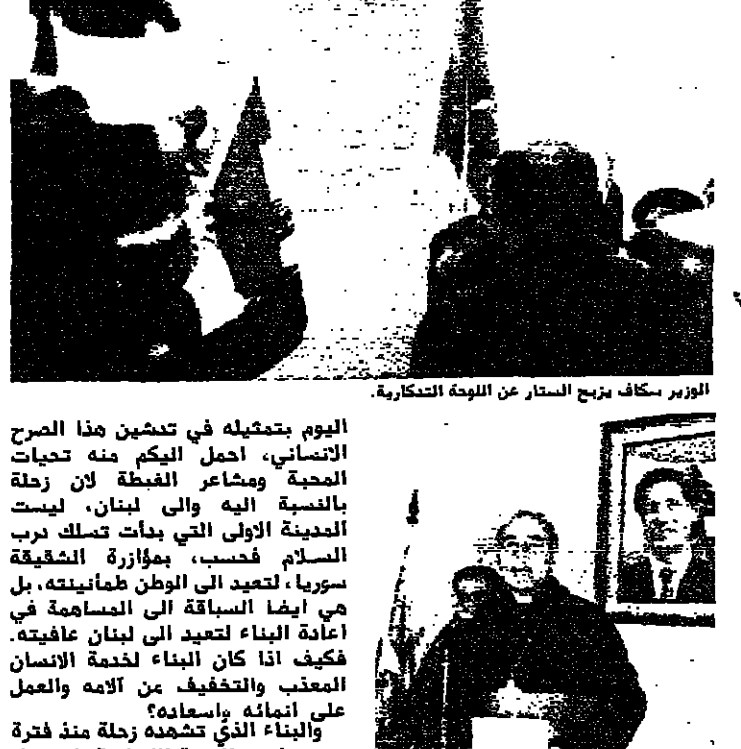 الوزير سكاف يزيح الستار عن اللوحة التذكارية.
اليوم بتمثيله في تدشين هذا الصرح
الانساني، احمل اليكم منه تحيات
المحبة ومشاعر الغبطة لان زحلة
بالنسبة اليه والى لبنان، ليست
المدينة الاولى التي بدأت تسلك درب
السلام فحسب، بمؤازرة الشقيقة
سوريا، لتعيد الى الوطن طمأنينته، بل
هي ايضا السباقة الى المساهمة في
اعادة البناء لتعيد الى لبنان عافيته.
فكيف اذا كان البناء لخدمة الانسان
المعذب والتخفيف من آلامه والعمل
على انمائه واسعاده؟
والبناء الذي تشهده زحلة منذ فترة